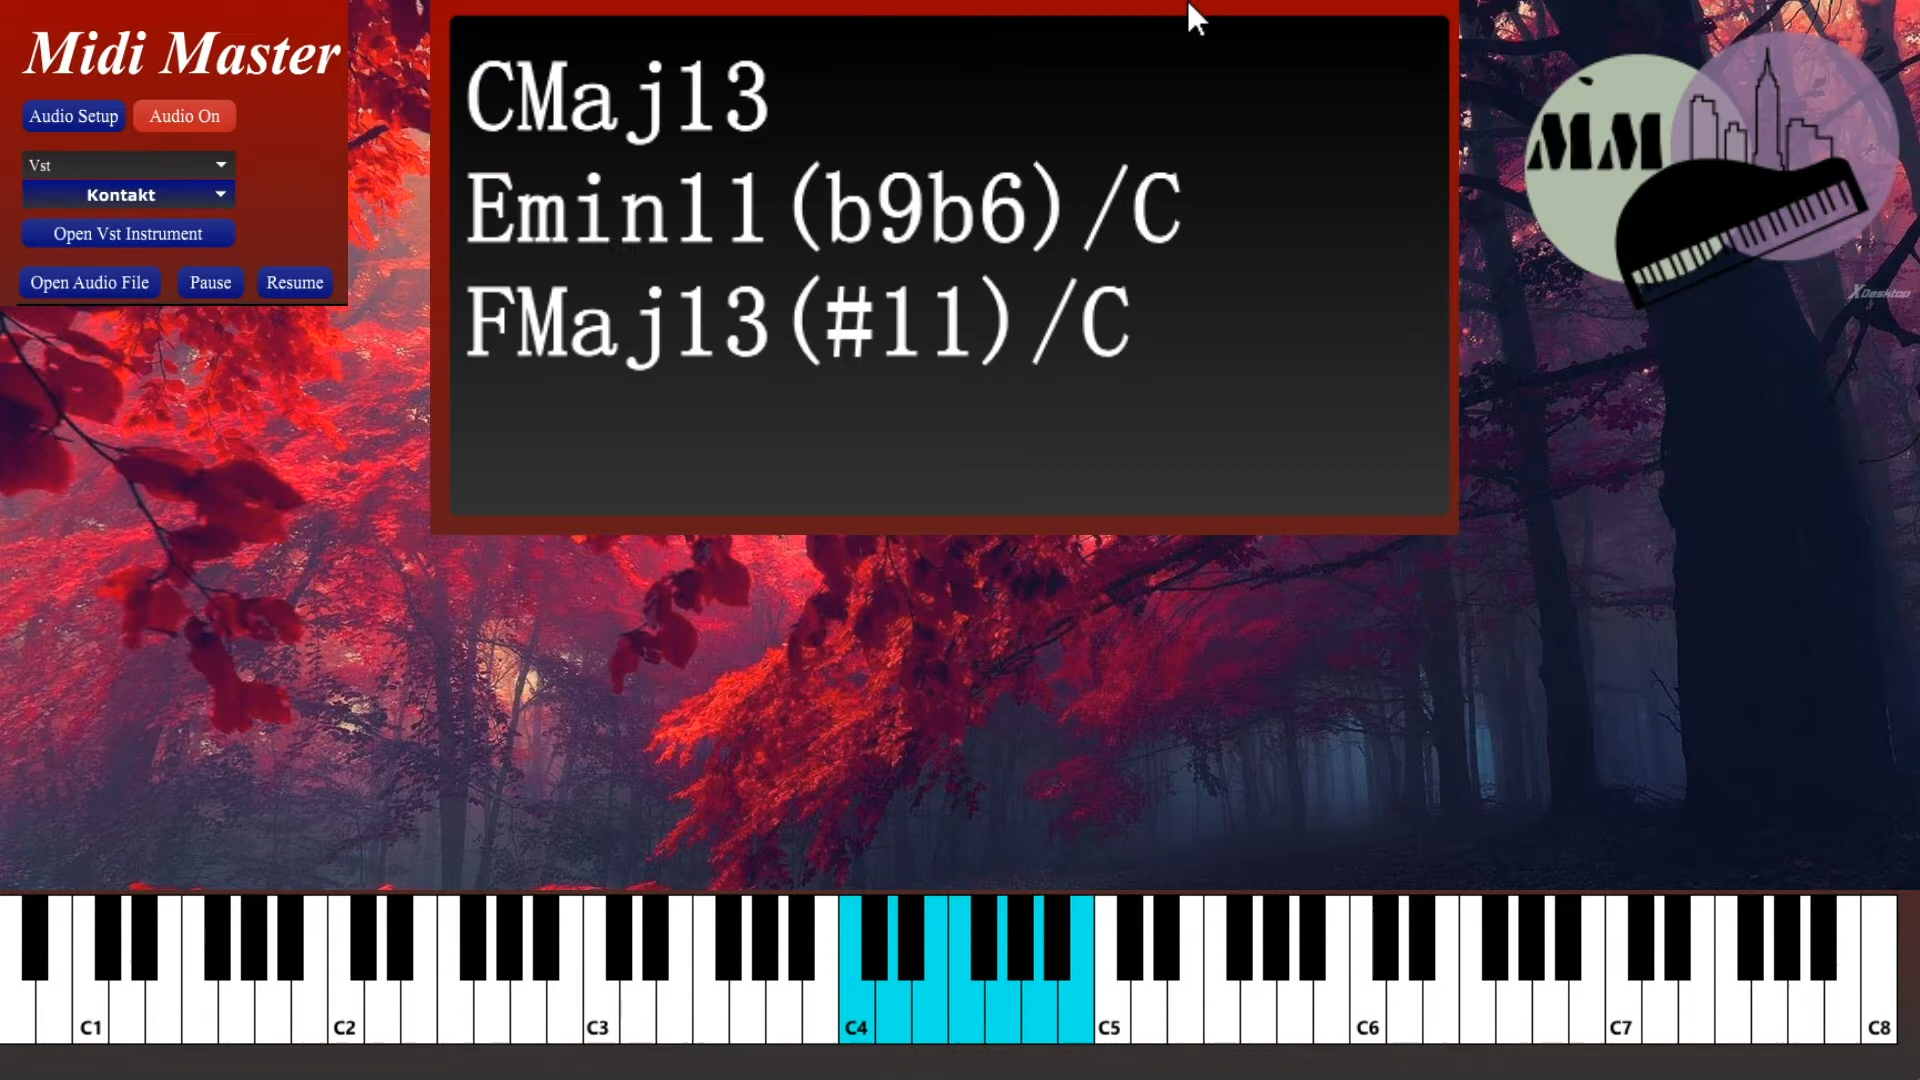 Midi Master
Audio Setup
Audio On
Vst
Kontakt
Open Vst Instrument
Open Audio File
Pause
Resume
CMaj13
Emin11(b9b6)/C
FMaj13(#11)/C
MM
XDesktop
C1
C2
C3
C4
C5
C6
C7
C8